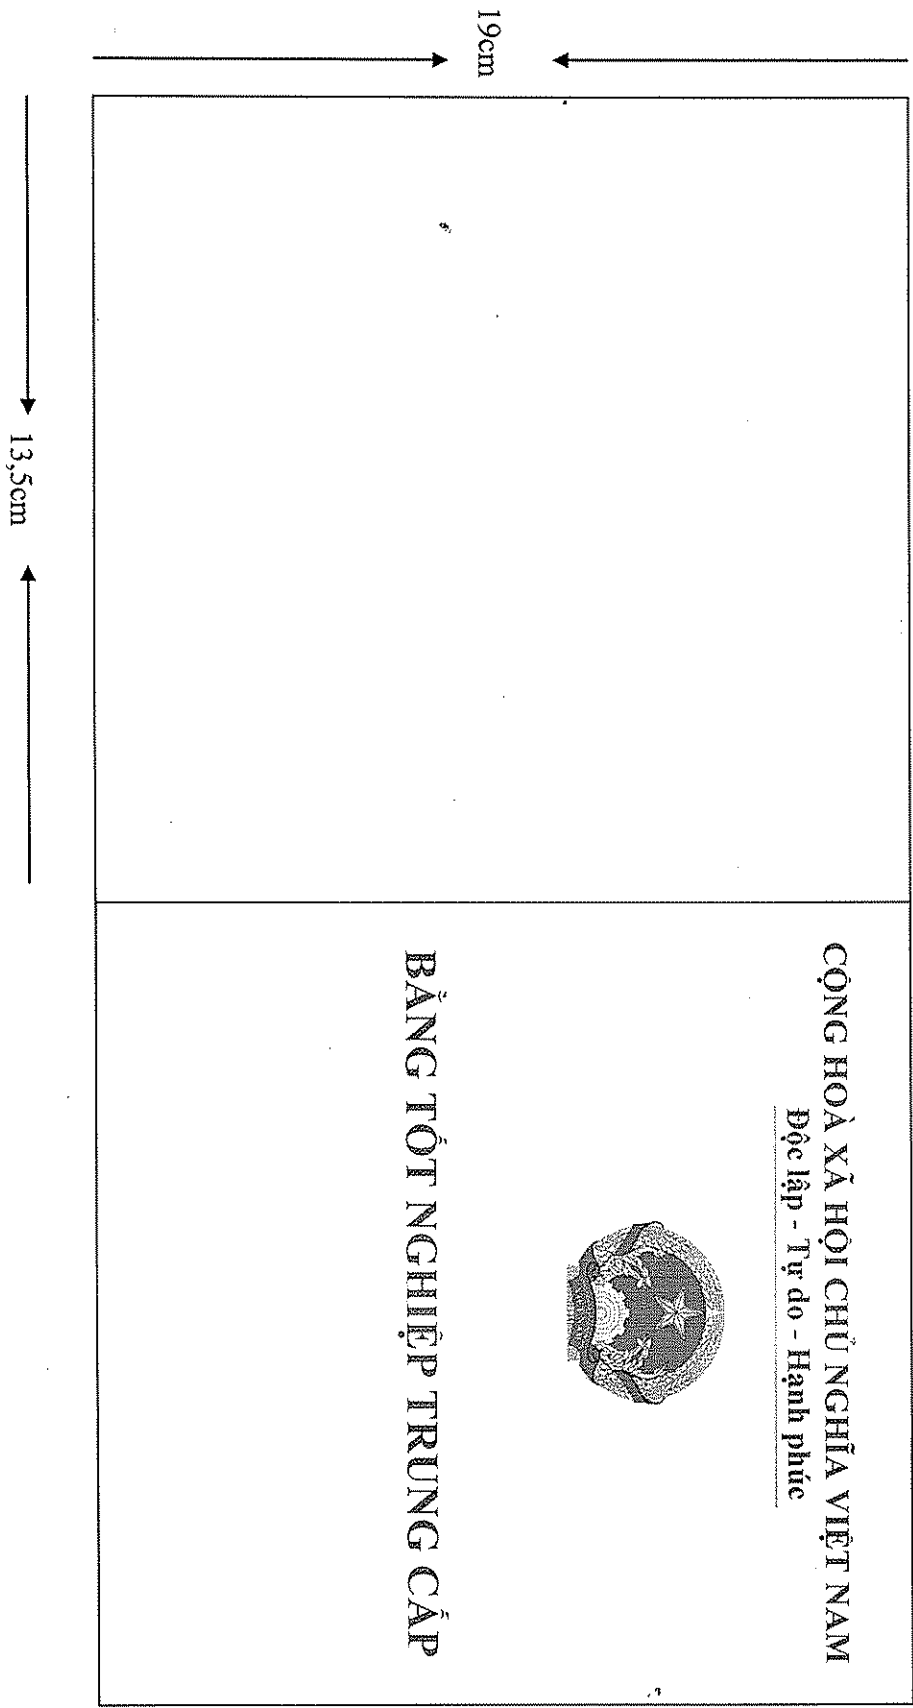 CỘNG HOÀ XÃ HỘI CHỦ NGHĨA VIỆT NAM
Độc lập - Tự do - Hạnh phúc
BẰNG TỐT NGHIỆP TRUNG CẤP
19cm
13,5cm